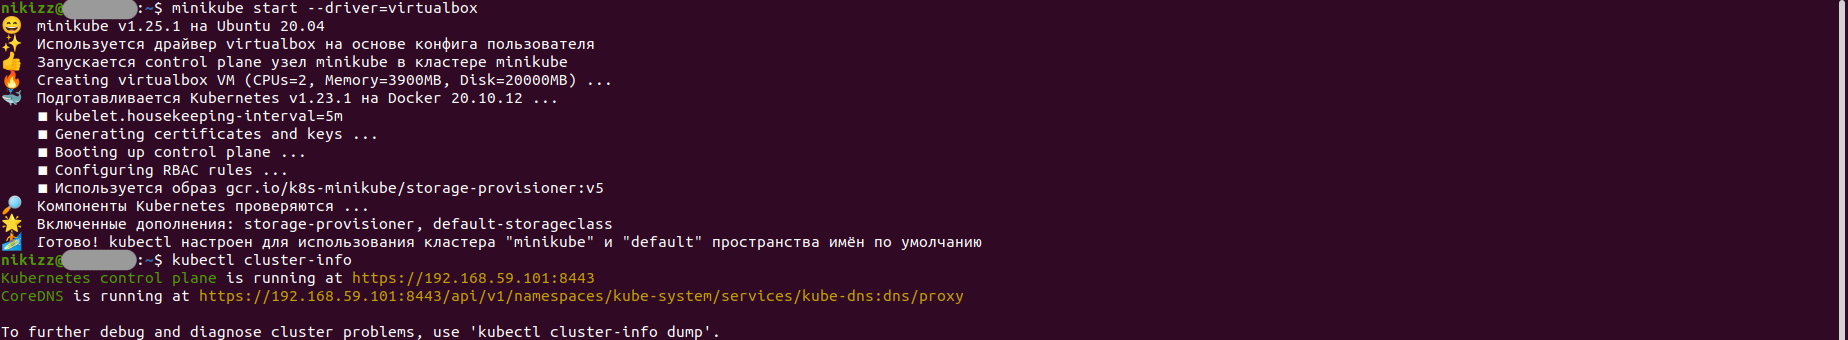 nikizz@ :~$ minikube start --driver=virtualbox
😄 minikube v1.25.1 на Ubuntu 20.04
✨ Используется драйвер virtualbox на основе конфига пользователя
👍 Запускается control plane узел minikube в кластере minikube
🔥 Creating virtualbox VM (CPUs=2, Memory=3900MB, Disk=20000MB) ...
🐳 Подготавливается Kubernetes v1.23.1 на Docker 20.10.12 ...
■ kubelet.housekeeping-interval=5m
■ Generating certificates and keys ...
■ Booting up control plane ...
■ Configuring RBAC rules ...
■ Используется образ gcr.io/k8s-minikube/storage-provisioner:v5
🔎 Компоненты Kubernetes проверяются ...
🌟 Включенные дополнения: storage-provisioner, default-storageclass
🏄 Готово! kubectl настроен для использования кластера "minikube" и "default" пространства имён по умолчанию
nikizz@ :~$ kubectl cluster-info
Kubernetes control plane is running at https://192.168.59.101:8443
CoreDNS is running at https://192.168.59.101:8443/api/v1/namespaces/kube-system/services/kube-dns:dns/proxy
To further debug and diagnose cluster problems, use 'kubectl cluster-info dump'.